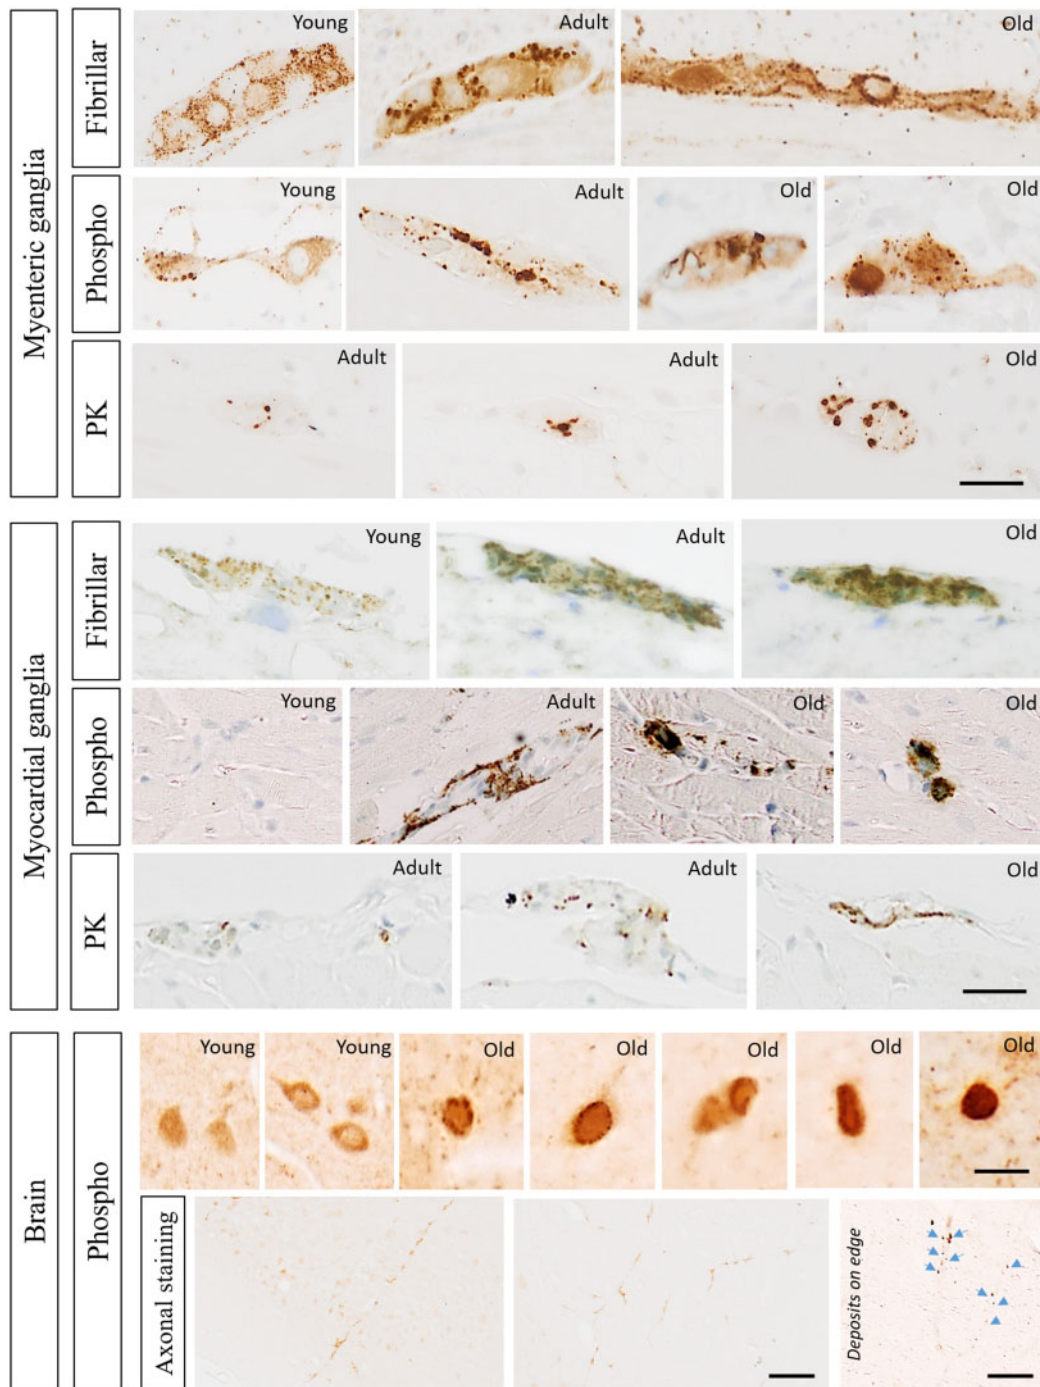 Myenteric ganglia
Fibrillar
Young
Adult
Old
Phospho
Young
Adult
Old
Old
PK
Adult
Adult
Old
Myocardial ganglia
Fibrillar
Young
Adult
Old
Phospho
Young
Adult
Old
Old
PK
Adult
Adult
Old
Brain
Phospho
Young
Young
Old
Old
Old
Old
Old
Axonal staining
Deposits on edge